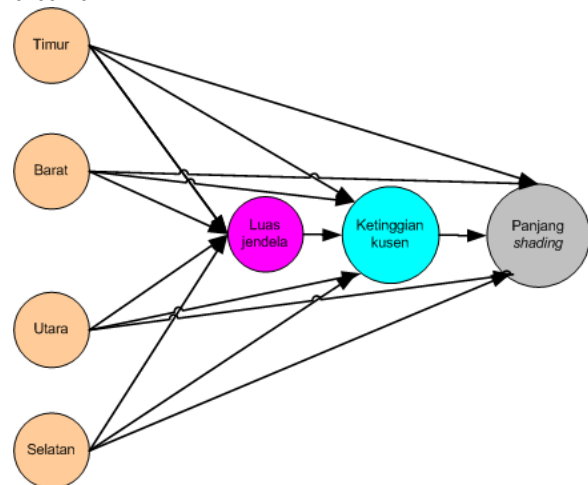 Timur
Barat
Luas
jendela
Ketinggian
kusen
Panjang
shading
Utara
Selatan